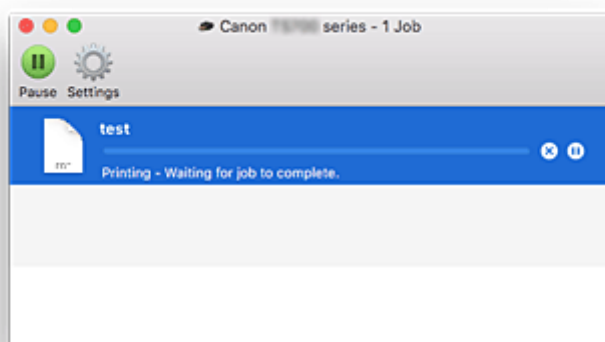 Canon series - 1 Job
Pause Settings
test
Printing - Waiting for job to complete.